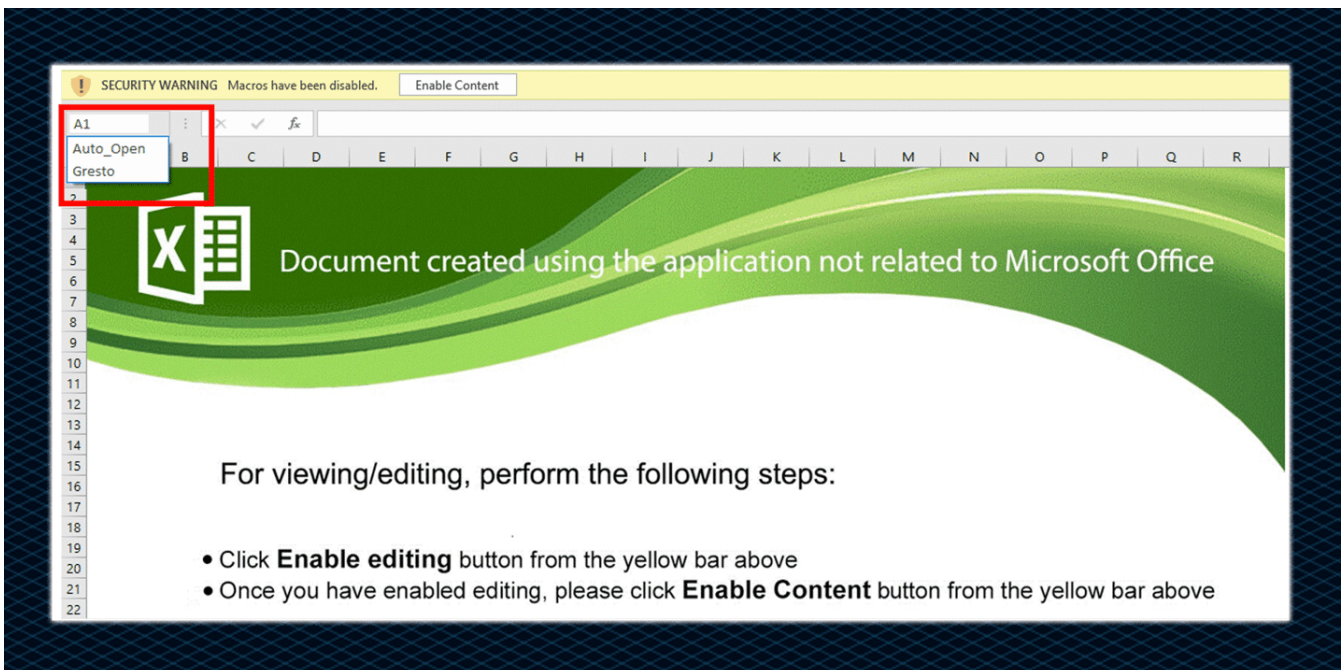 SECURITY WARNING Macros have been disabled. Enable Content
A1 fx
Auto_Open
Gresto
B C D E F G H I J K L M N O P Q R
2
3
4
5
6
7
8
9
10
11
12
13
14
15
16
17
18
19
20
21
22
X
Document created using the application not related to Microsoft Office
For viewing/editing, perform the following steps:
• Click Enable editing button from the yellow bar above
• Once you have enabled editing, please click Enable Content button from the yellow bar above